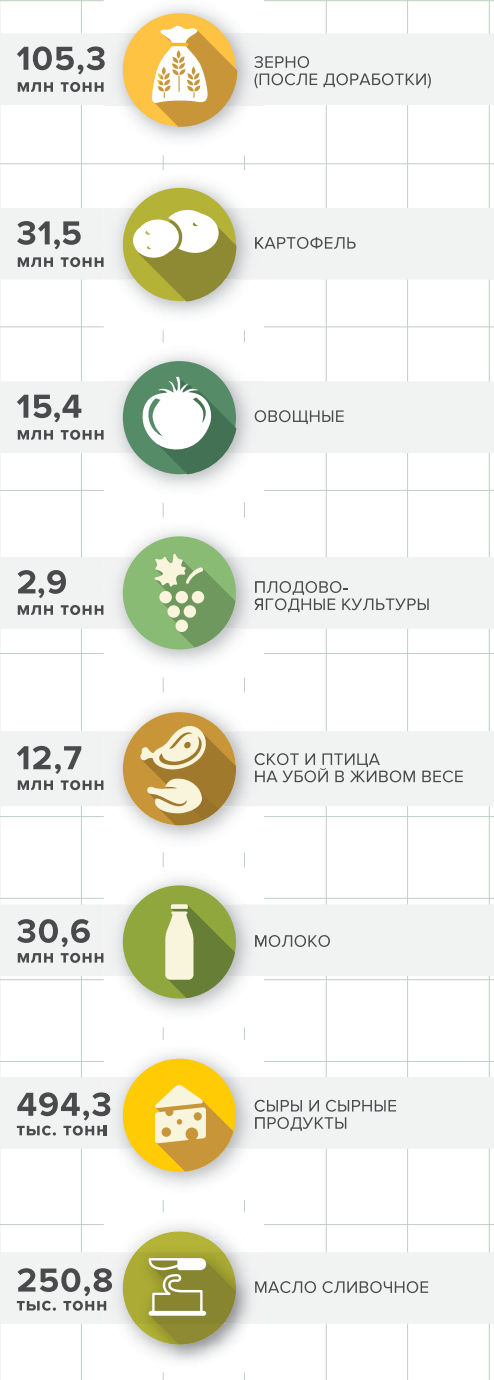 105,3
МЛН ТОНН
ЗЕРНО
(ПОСЛЕ ДОРАБОТКИ)
31,5
МЛН ТОНН
КАРТОФЕЛЬ
15,4
МЛН ТОНН
ОВОЩНЫЕ
2,9
МЛН ТОНН
ПЛОДОВО-
ЯГОДНЫЕ КУЛЬТУРЫ
12,7
МЛН ТОНН
СКОТ И ПТИЦА
НА УБОЙ В ЖИВОМ ВЕСЕ
30,6
МЛН ТОНН
МОЛОКО
494,3
ТЫС. ТОНН
СЫРЫ И СЫРНЫЕ
ПРОДУКТЫ
250,8
ТЫС. ТОНН
МАСЛО СЛИВОЧНОЕ